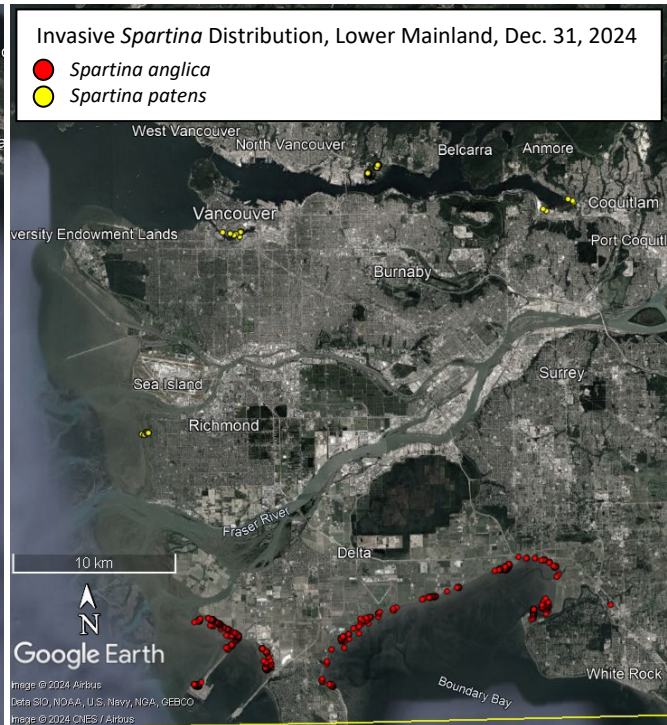 Invasive Spartina Distribution, Lower Mainland, Dec. 31, 2024
Spartina anglica
Spartina patens
West Vancouver
North Vancouver
Belcarra
Anmore
Vancouver
Coquitlam
versity Endowment Lands
Port Coquitl
Burnaby
Sea Island
Surrey
Richmond
Fraser River
Delta
10 km
N
Google Earth
White Rock
Boundary Bay
Image © 2024 Airbus
Data SIO, NOAA, U.S. Navy, NGA, GEBCO
Image © 2024 CNES / Airbus